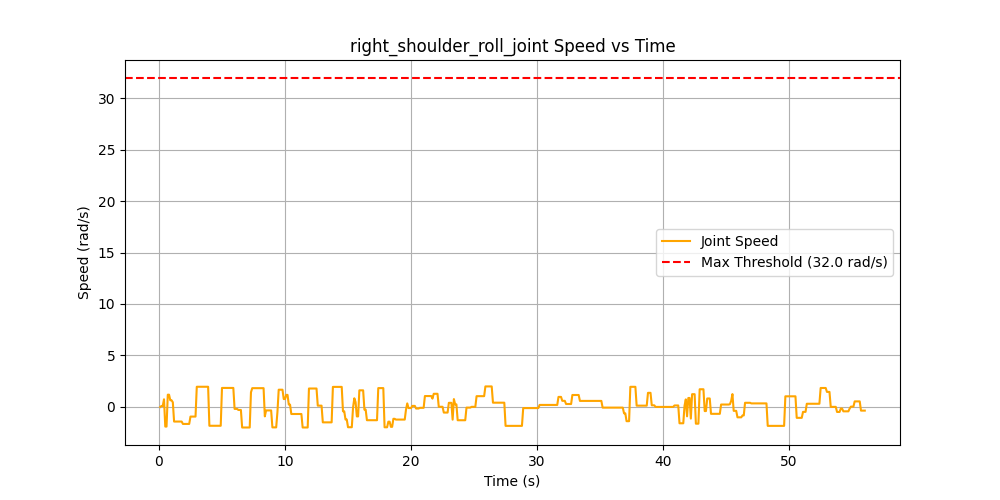 right_shoulder_roll_joint Speed vs Time
Speed (rad/s)
30
25
20
15
10
5
0
Joint Speed
Max Threshold (32.0 rad/s)
0 10 20 30 40 50
Time (s)